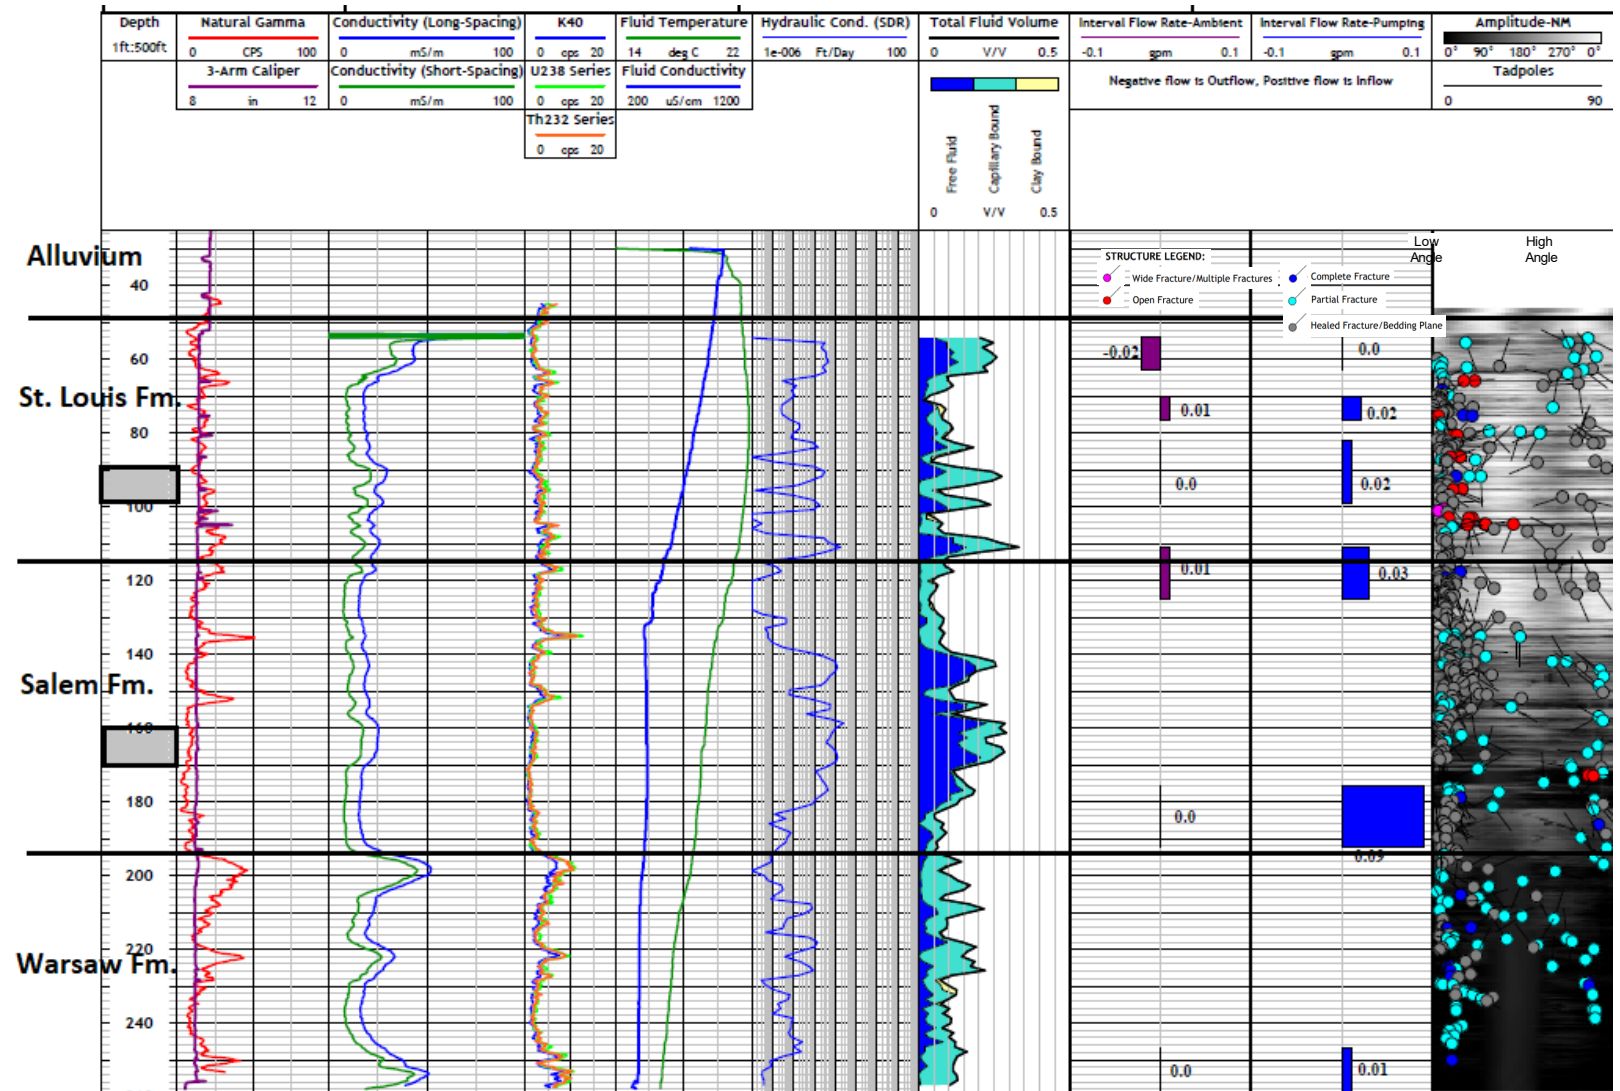 Depth
1ft:500ft
Natural Gamma
0 CPS 100
3-Arm Caliper
8 in 12
Conductivity (Long-Spacing)
0 mS/m 100
Conductivity (Short-Spacing)
0 mS/m 100
K40
0 cps 20
U238 Series
0 cps 20
Th232 Series
0 cps 20
Fluid Temperature
14 deg C 22
Fluid Conductivity
200 uS/cm 1200
Hydraulic Cond. (SDR)
1e-006 Ft/Day 100
Total Fluid Volume
0 V/V 0.5
Free Fluid
Capillary Bound
Clay Bound
0 V/V 0.5
Interval Flow Rate-Ambient
-0.1 gpm 0.1
Interval Flow Rate-Pumping
-0.1 gpm 0.1
Negative flow is Outflow, Positive flow is Inflow
Amplitude-NM
0° 90° 180° 270° 0°
Tadpoles
0 90
Low Angle
High Angle
STRUCTURE LEGEND:
Wide Fracture/Multiple Fractures
Open Fracture
Complete Fracture
Partial Fracture
Healed Fracture/Bedding Plane
Alluvium
40
60
-0.02
0.0
St. Louis Fm.
0.01
0.02
80
0.0
0.02
100
0.01
0.03
120
140
Salem Fm.
160
180
0.0
0.09
200
220
Warsaw Fm.
240
0.0
0.01